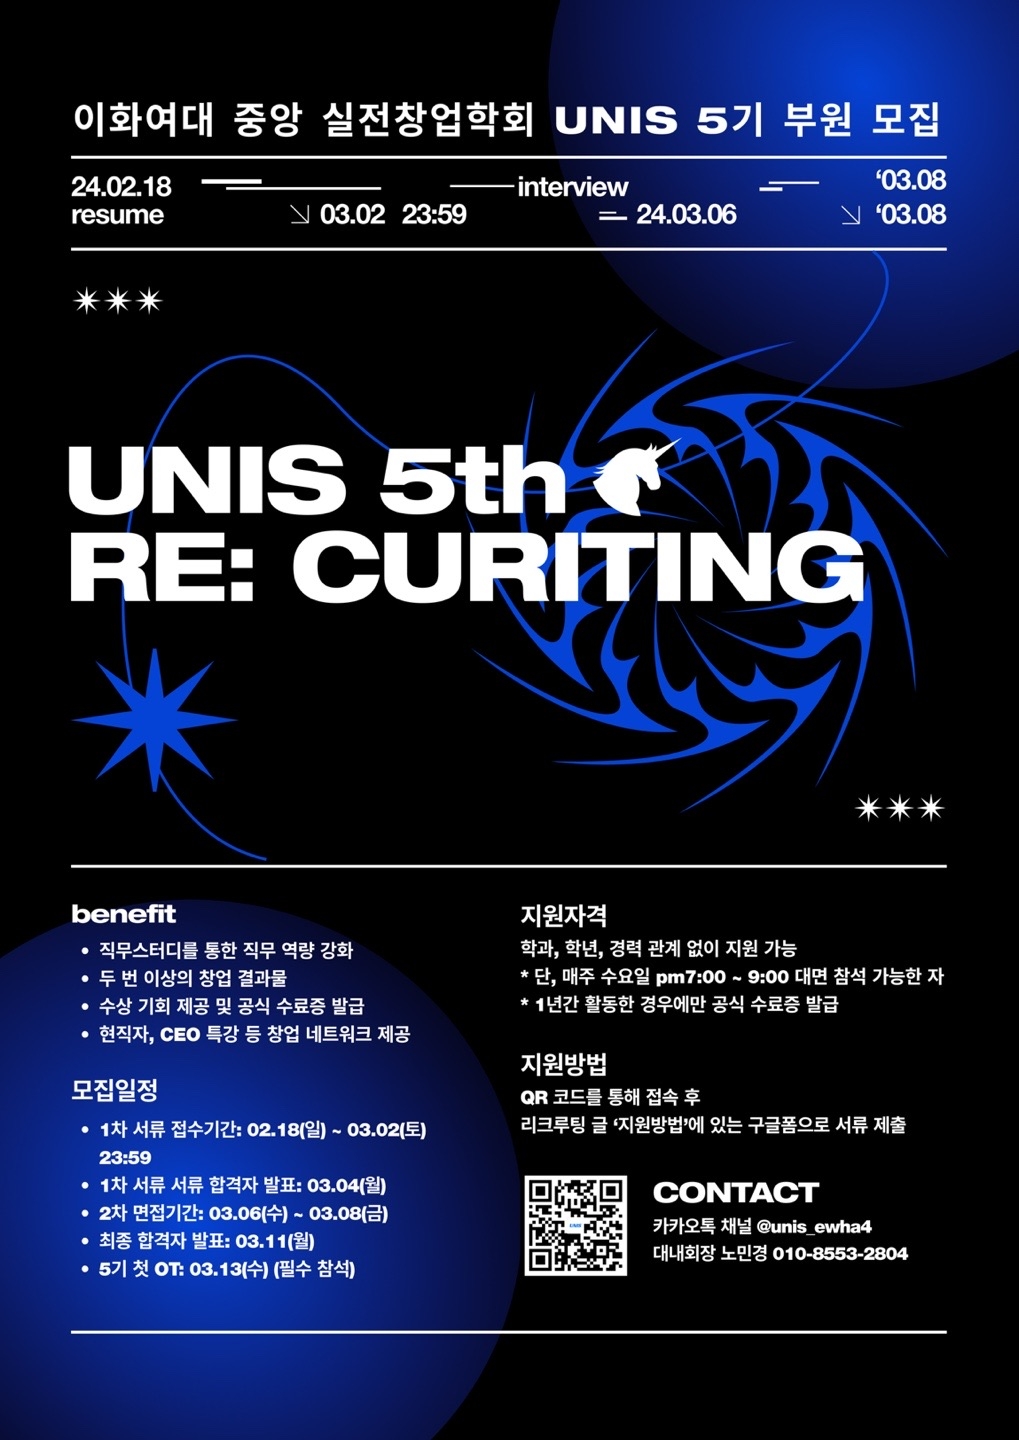 이화여대 중앙 실전창업학회 UNIS 5기 부원 모집
24.02.18 interview ‘03.08
resume 03.02 23:59 24.03.06 ‘03.08
UNIS 5th
RE: CURITING
benefit
• 직무스터디를 통한 직무 역량 강화
• 두 번 이상의 창업 결과물
• 수상 기회 제공 및 공식 수료증 발급
• 현직자, CEO 특강 등 창업 네트워크 제공
모집일정
• 1차 서류 접수기간: 02.18(일) ~ 03.02(토)
23:59
• 1차 서류 서류 합격자 발표: 03.04(월)
• 2차 면접기간: 03.06(수) ~ 03.08(금)
• 최종 합격자 발표: 03.11(월)
• 5기 첫 OT: 03.13(수) (필수 참석)
지원자격
학과, 학년, 경력 관계 없이 지원 가능
* 단, 매주 수요일 pm7:00 ~ 9:00 대면 참석 가능한 자
* 1년간 활동한 경우에만 공식 수료증 발급
지원방법
QR 코드를 통해 접속 후
리크루팅 글 ‘지원방법’에 있는 구글폼으로 서류 제출
UNIS
CONTACT
카카오톡 채널 @unis_ewha4
대내회장 노민경 010-8553-2804